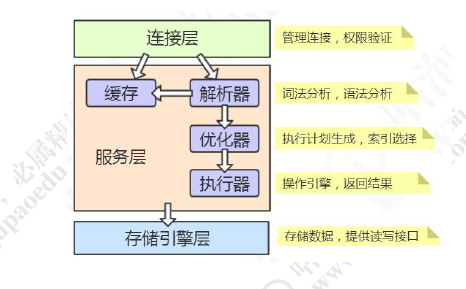 连接层
管理连接，权限验证
缓存
解析器
词法分析，语法分析
服务层
优化器
执行计划生成，索引选择
执行器
操作引擎，返回结果
存储引擎层
存储数据，提供读写接口